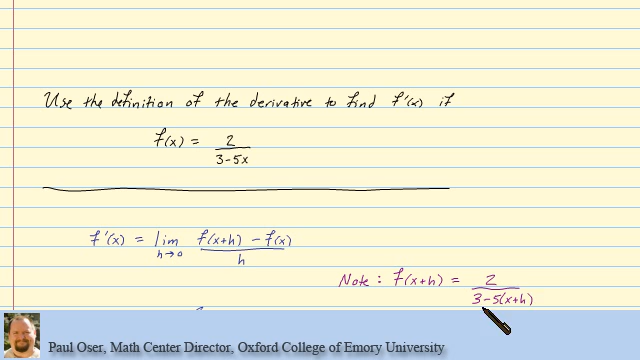 Use the definition of the derivative to find f'(x) if
f(x) = 2 / (3-5x)
f'(x) = lim h→0 f(x+h) - f(x) / h
Note: f(x+h) = 2 / (3-5(x+h))
Paul Oser, Math Center Director, Oxford College of Emory University